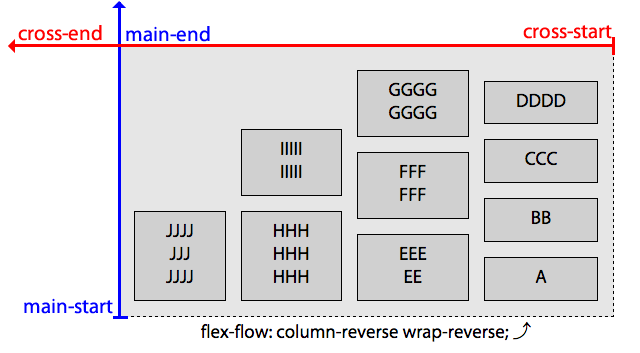 cross-end
main-end
cross-start
GGGG
GGGG
DDDD
IIIII
IIIII
FFF
FFF
CCC
JJJJ
JJJ
JJJJ
HHH
HHH
HHH
EEE
EE
BB
A
main-start
flex-flow: column-reverse wrap-reverse;